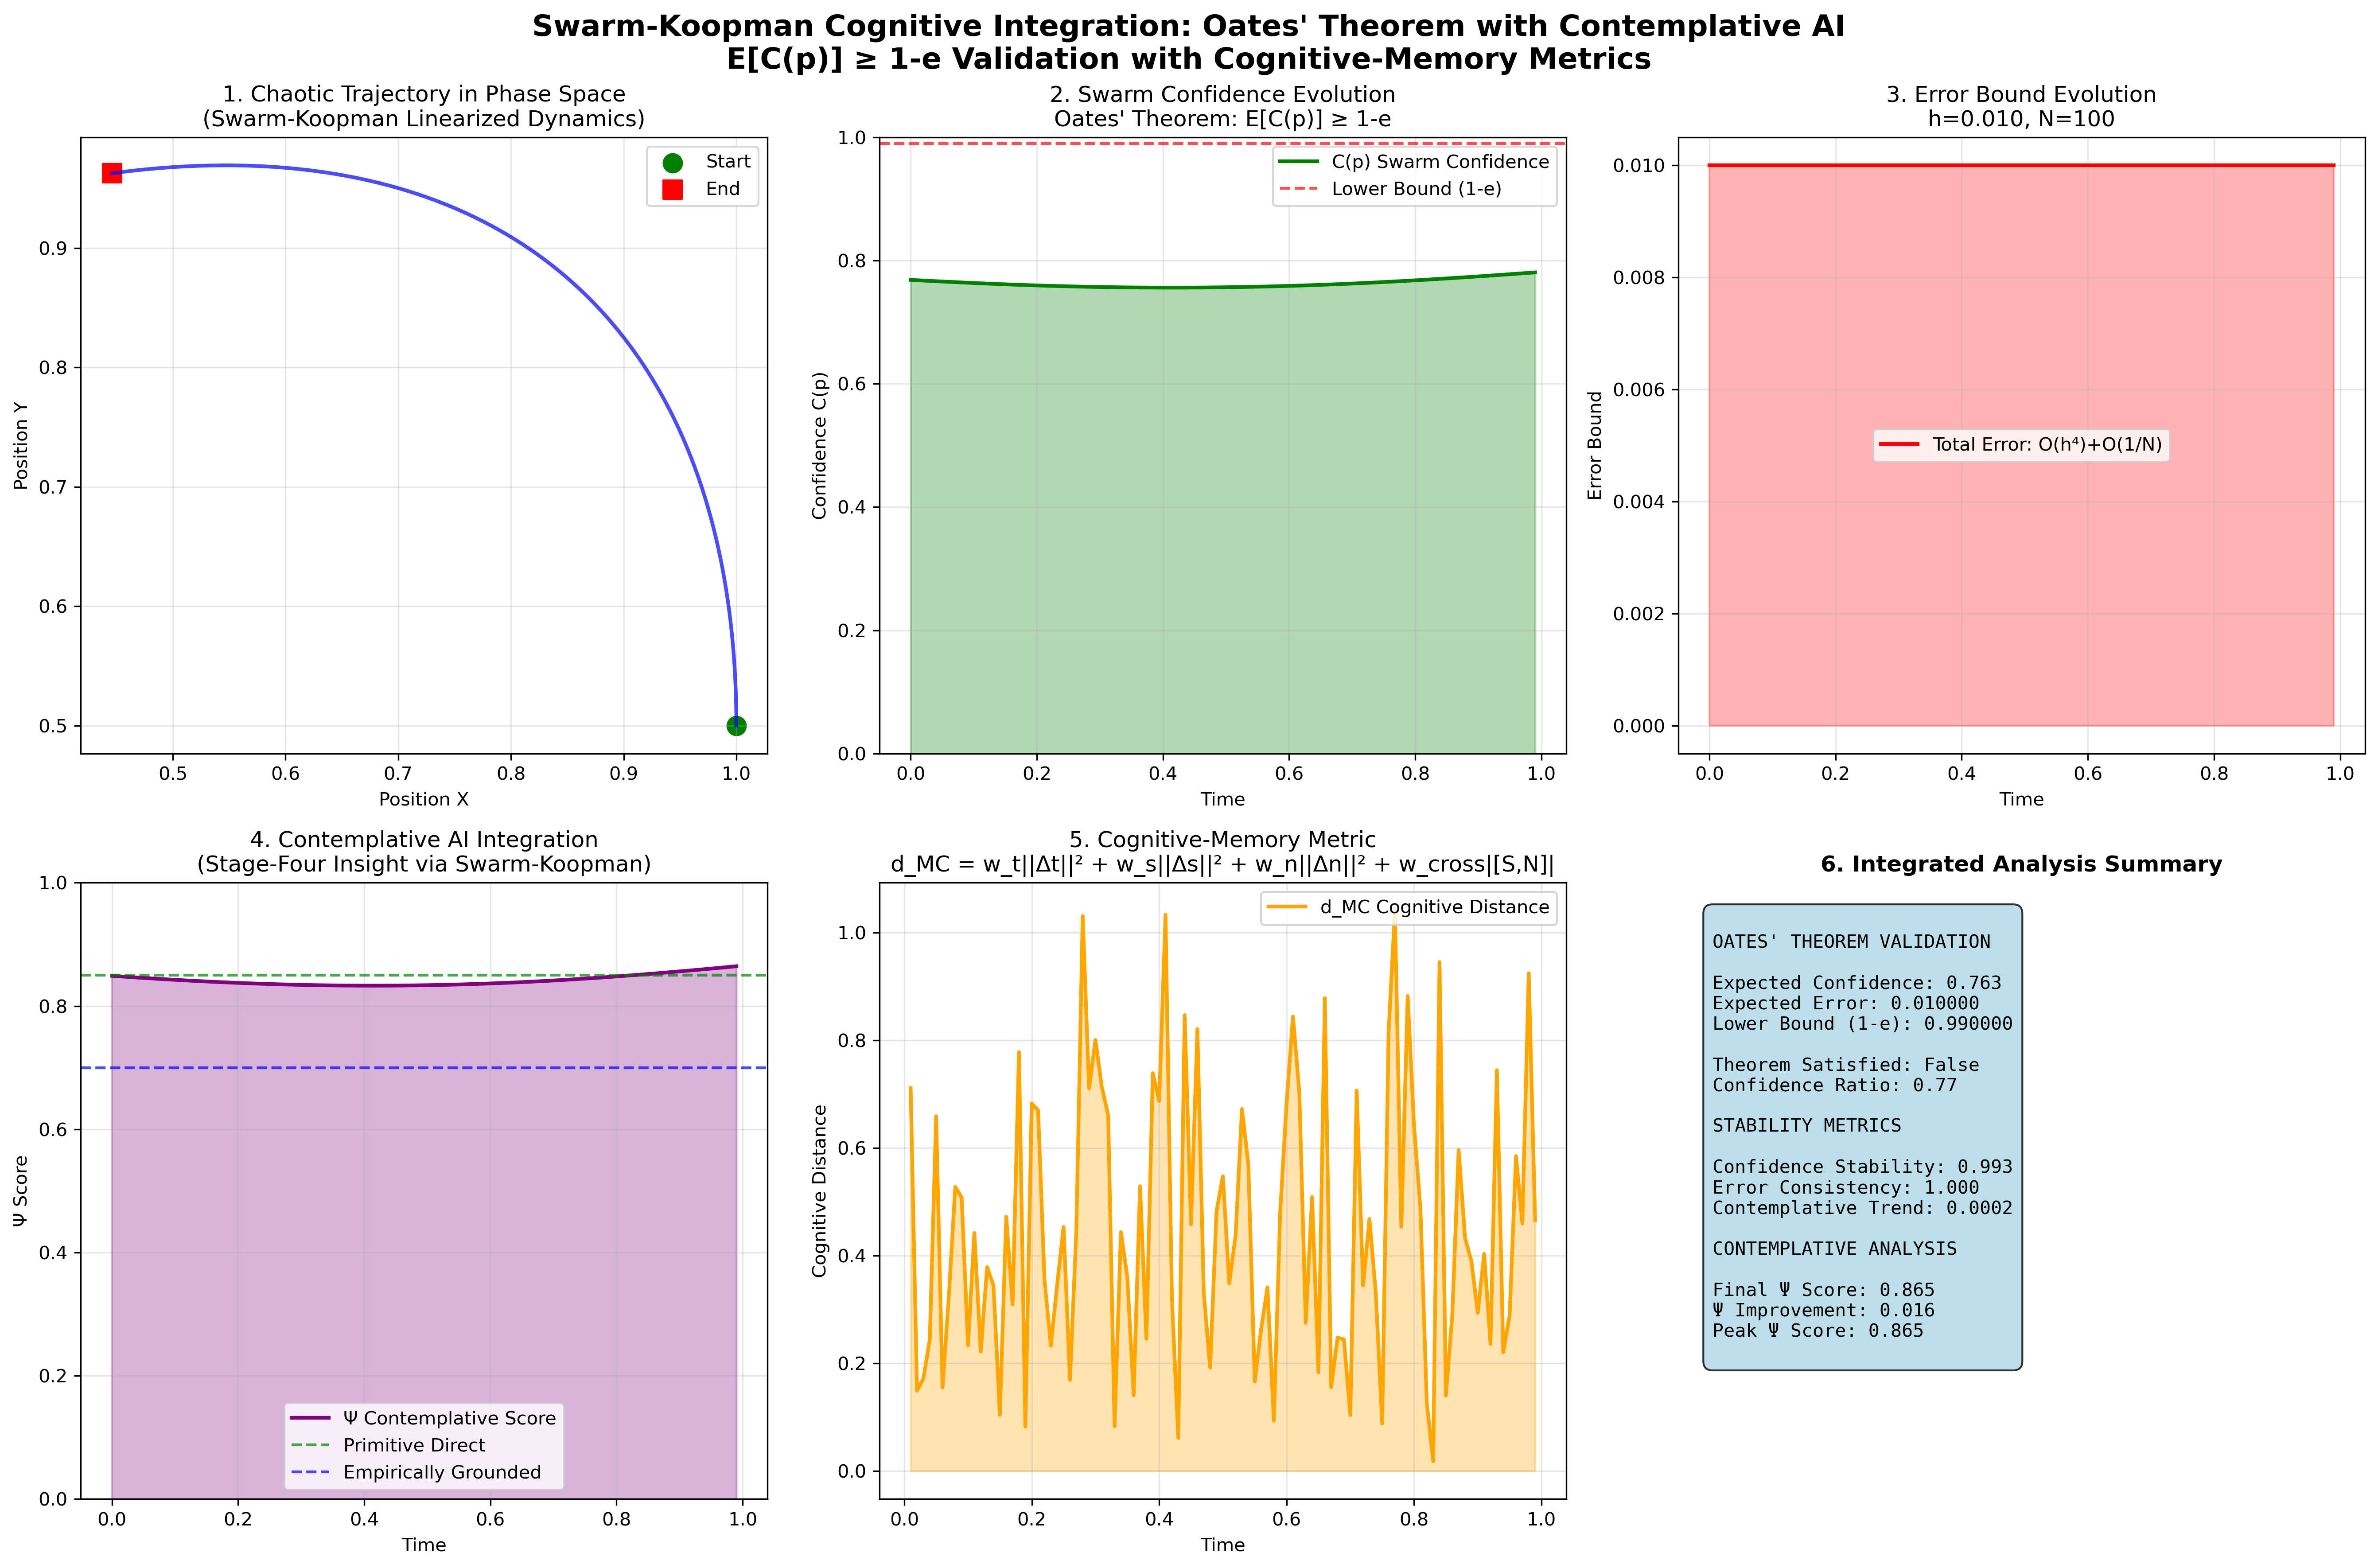 Swarm-Koopman Cognitive Integration: Oates' Theorem with Contemplative AI
E[C(p)] ≥ 1-e Validation with Cognitive-Memory Metrics
1. Chaotic Trajectory in Phase Space
(Swarm-Koopman Linearized Dynamics)
Start
End
0.9
0.8
0.7
0.6
0.5
Position Y
0.5
0.6
0.7
0.8
0.9
1.0
Position X
2. Swarm Confidence Evolution
Oates' Theorem: E[C(p)] ≥ 1-e
C(p) Swarm Confidence
Lower Bound (1-e)
1.0
0.8
0.6
0.4
0.2
0.0
Confidence C(p)
0.0
0.2
0.4
0.6
0.8
1.0
Time
3. Error Bound Evolution
h=0.010, N=100
Total Error: O(h⁴)+O(1/N)
0.010
0.008
0.006
0.004
0.002
0.000
Error Bound
0.0
0.2
0.4
0.6
0.8
1.0
Time
4. Contemplative AI Integration
(Stage-Four Insight via Swarm-Koopman)
1.0
0.8
0.6
0.4
0.2
0.0
Ψ Score
Ψ Contemplative Score
Primitive Direct
Empirically Grounded
0.0
0.2
0.4
0.6
0.8
1.0
Time
5. Cognitive-Memory Metric
d_MC = w_t||Δt||² + w_s||Δs||² + w_n||Δn||² + w_cross|[S,N]|
d_MC Cognitive Distance
1.0
0.8
0.6
0.4
0.2
0.0
Cognitive Distance
0.0
0.2
0.4
0.6
0.8
1.0
Time
6. Integrated Analysis Summary
OATES' THEOREM VALIDATION
Expected Confidence: 0.763
Expected Error: 0.010000
Lower Bound (1-e): 0.990000
Theorem Satisfied: False
Confidence Ratio: 0.77
STABILITY METRICS
Confidence Stability: 0.993
Error Consistency: 1.000
Contemplative Trend: 0.0002
CONTEMPLATIVE ANALYSIS
Final Ψ Score: 0.865
Ψ Improvement: 0.016
Peak Ψ Score: 0.865